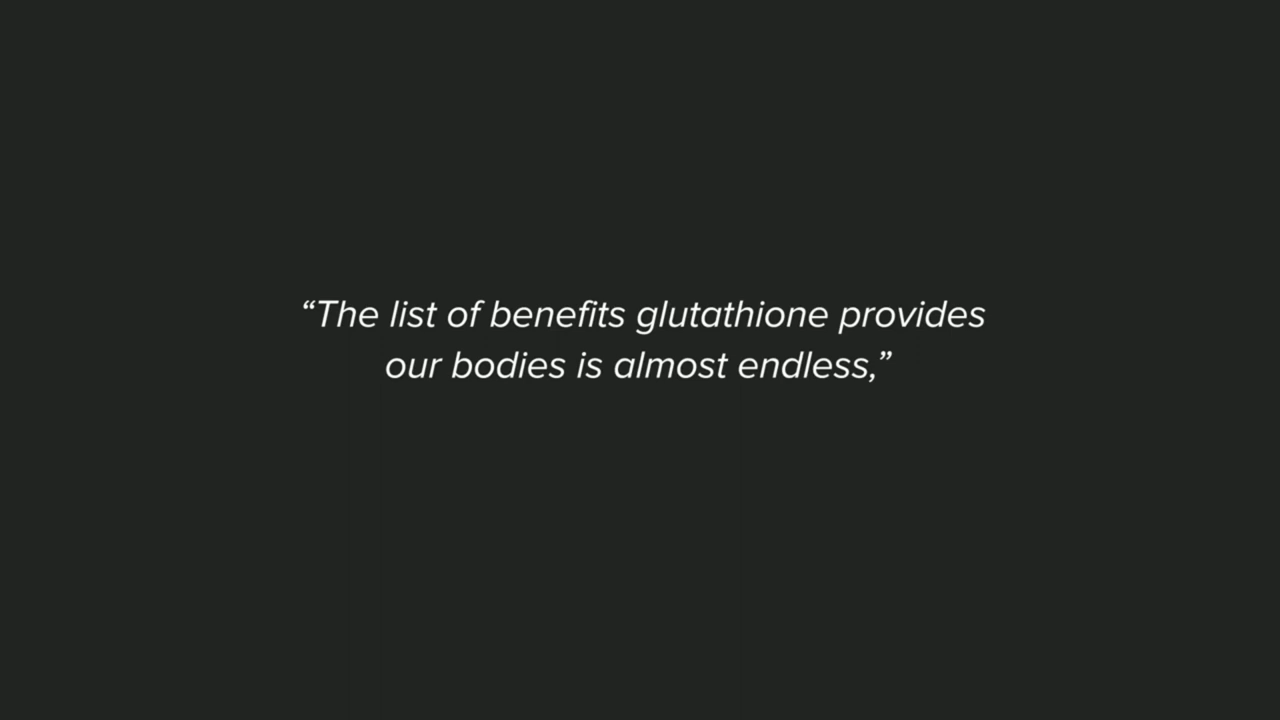 “The list of benefits glutathione provides
our bodies is almost endless,”